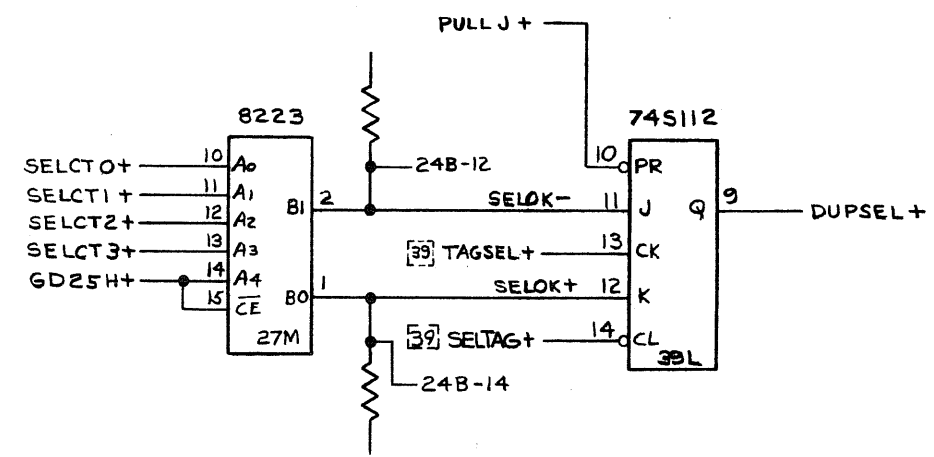 PULL J +
8223
74S112
SELCT0+ 10 A0
SELCT1+ 11 A1
SELCT2+ 12 A2
SELCT3+ 13 A3
GD25H+ 14 A4
15 CE
27M
B1 2
B0 1
24B-12
24B-14
SELOK-
[39] TAGSEL+
SELOK+
[39] SELTAG+
10 PR
11 J
13 CK
12 K
14 CL
39L
Q 9
DUPSEL+